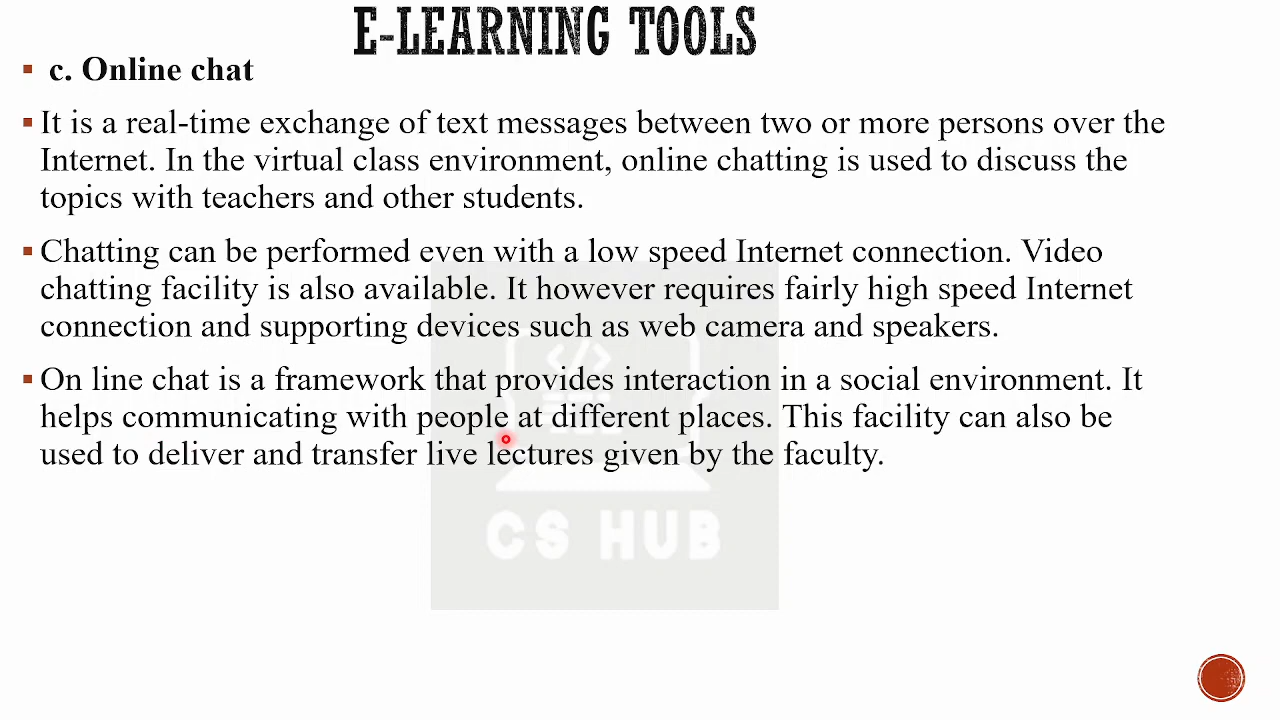 E-LEARNING TOOLS
c. Online chat
It is a real-time exchange of text messages between two or more persons over the
Internet. In the virtual class environment, online chatting is used to discuss the
topics with teachers and other students.
Chatting can be performed even with a low speed Internet connection. Video
chatting facility is also available. It however requires fairly high speed Internet
connection and supporting devices such as web camera and speakers.
On line chat is a framework that provides interaction in a social environment. It
helps communicating with people at different places. This facility can also be
used to deliver and transfer live lectures given by the faculty.
</>
CS HUB